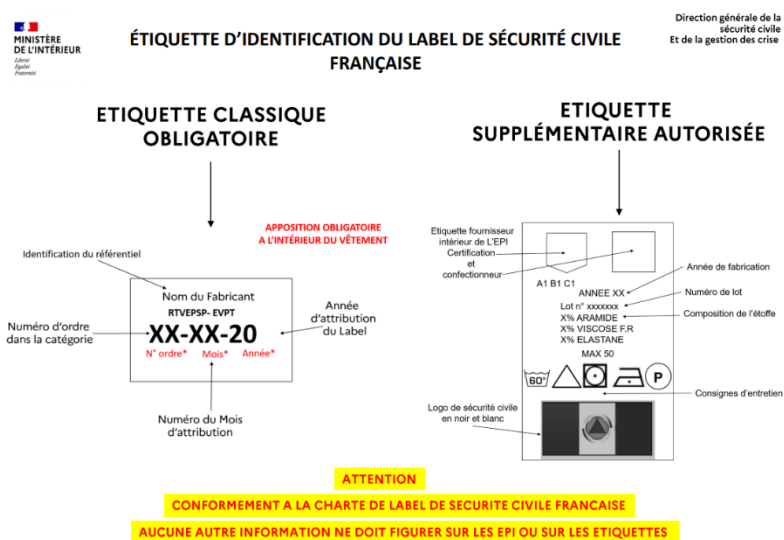 MINISTÈRE
DE L'INTÉRIEUR
Liberté
Égalité
Fraternité
ÉTIQUETTE D'IDENTIFICATION DU LABEL DE SÉCURITÉ CIVILE
FRANÇAISE
Direction générale de la
sécurité civile
Et de la gestion des crise
ETIQUETTE CLASSIQUE
OBLIGATOIRE
APPOSITION OBLIGATOIRE
A L'INTÉRIEUR DU VÊTEMENT
Identification du référentiel
Nom du Fabricant
RTVEPSP- EVPT
XX-XX-20
N° ordre* Mois* Année*
Numéro d'ordre
dans la catégorie
Année
d'attribution
du Label
Numéro du Mois
d'attribution
ETIQUETTE
SUPPLÉMENTAIRE AUTORISÉE
Etiquette fournisseur
intérieur de L'EPI
Certification
et
confectionneur
A1 B1 C1
ANNEE XX
Lot n° xxxxxxx
X% ARAMIDE
X% VISCOSE F.R
X% ELASTANE
MAX 50
60°
P
Année de fabrication
Numéro de lot
Composition de l'étoffe
Consignes d'entretien
Logo de sécurité civile
en noir et blanc
ATTENTION
CONFORMEMENT A LA CHARTE DE LABEL DE SECURITE CIVILE FRANCAISE
AUCUNE AUTRE INFORMATION NE DOIT FIGURER SUR LES EPI OU SUR LES ETIQUETTES